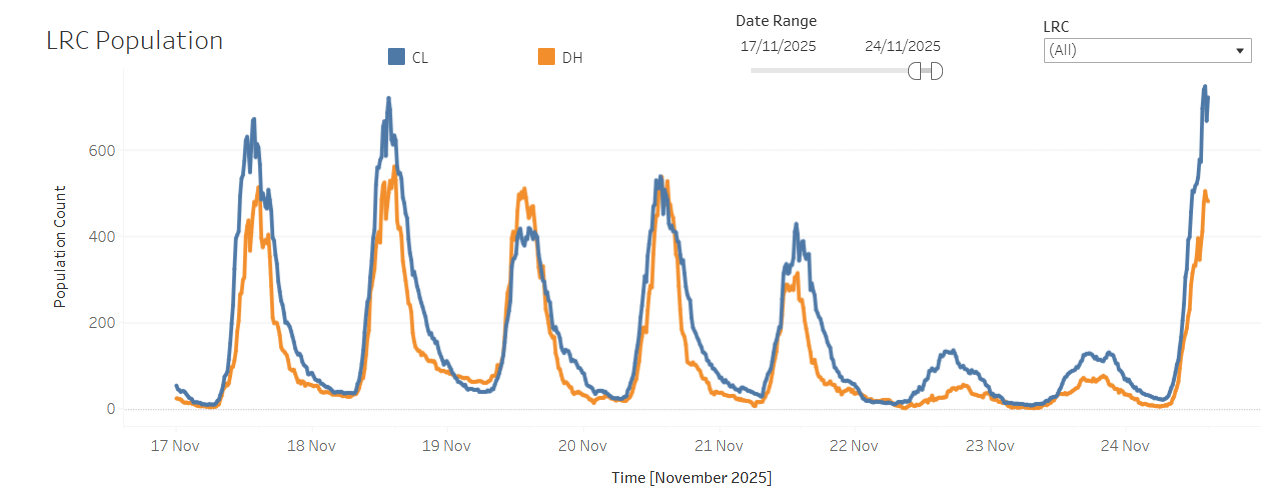 LRC Population
CL
DH
Date Range
17/11/2025
24/11/2025
LRC
(All)
Population Count
600
400
200
0
17 Nov
18 Nov
19 Nov
20 Nov
21 Nov
22 Nov
23 Nov
24 Nov
Time [November 2025]